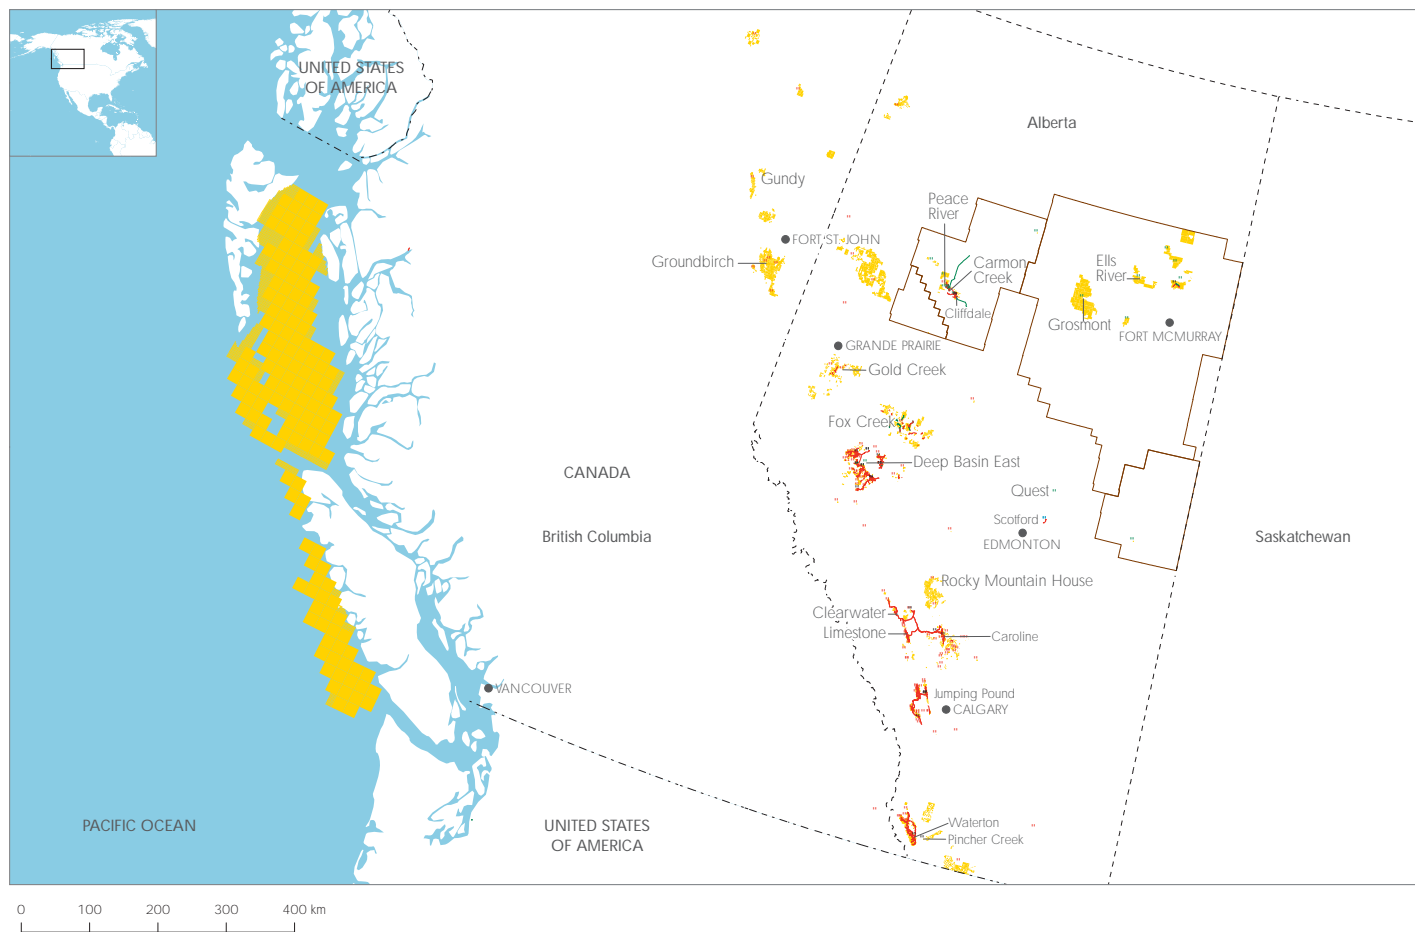 UNITED STATES
OF AMERICA
Alberta
Gundy
Peace
River
FORT ST. JOHN
Groundbirch
Carmon
Creek
Ells
River
Cliffdale
Grosmont
FORT MCMURRAY
GRANDE PRAIRIE
Gold Creek
Fox Creek
Deep Basin East
CANADA
Quest
Scotford
EDMONTON
British Columbia
Saskatchewan
Rocky Mountain House
Clearwater
Limestone
Caroline
VANCOUVER
Jumping Pound
CALGARY
PACIFIC OCEAN
UNITED STATES
OF AMERICA
Waterton
Pincher Creek
0 100 200 300 400 km